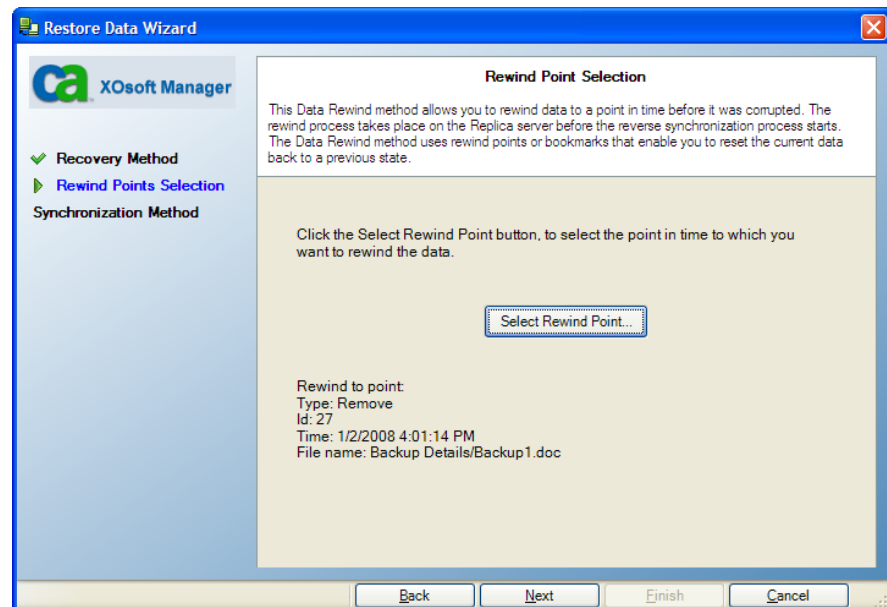 Restore Data Wizard
ca XOsoft Manager
Recovery Method
Rewind Points Selection
Synchronization Method
Rewind Point Selection
This Data Rewind method allows you to rewind data to a point in time before it was corrupted. The
rewind process takes place on the Replica server before the reverse synchronization process starts.
The Data Rewind method uses rewind points or bookmarks that enable you to reset the current data
back to a previous state.
Click the Select Rewind Point button, to select the point in time to which you
want to rewind the data.
Select Rewind Point...
Rewind to point:
Type: Remove
Id: 27
Time: 1/2/2008 4:01:14 PM
File name: Backup Details/Backup1.doc
Back Next Finish Cancel